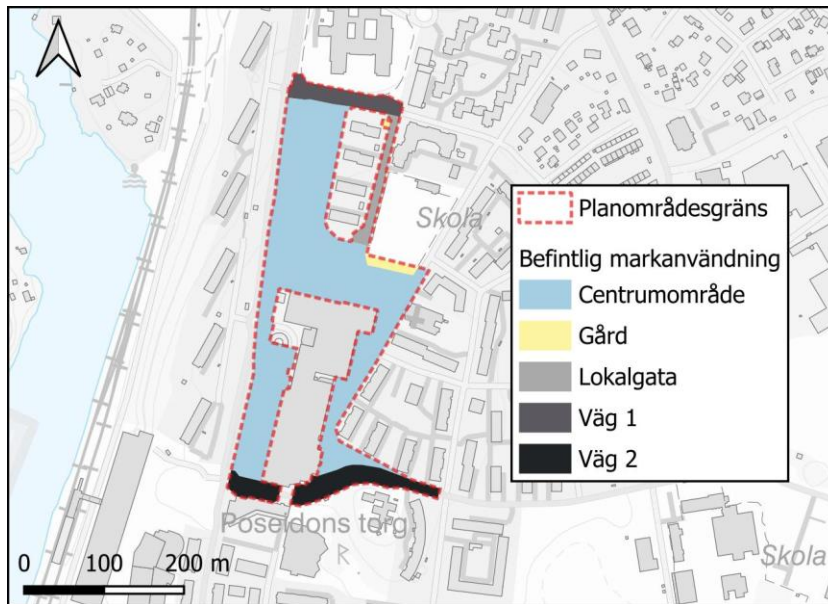 Skola
Planområdesgräns
Befintlig markanvändning
Centrumområde
Gård
Lokalgata
Väg 1
Väg 2
Poseidons torg
Skola
0 100 200 m